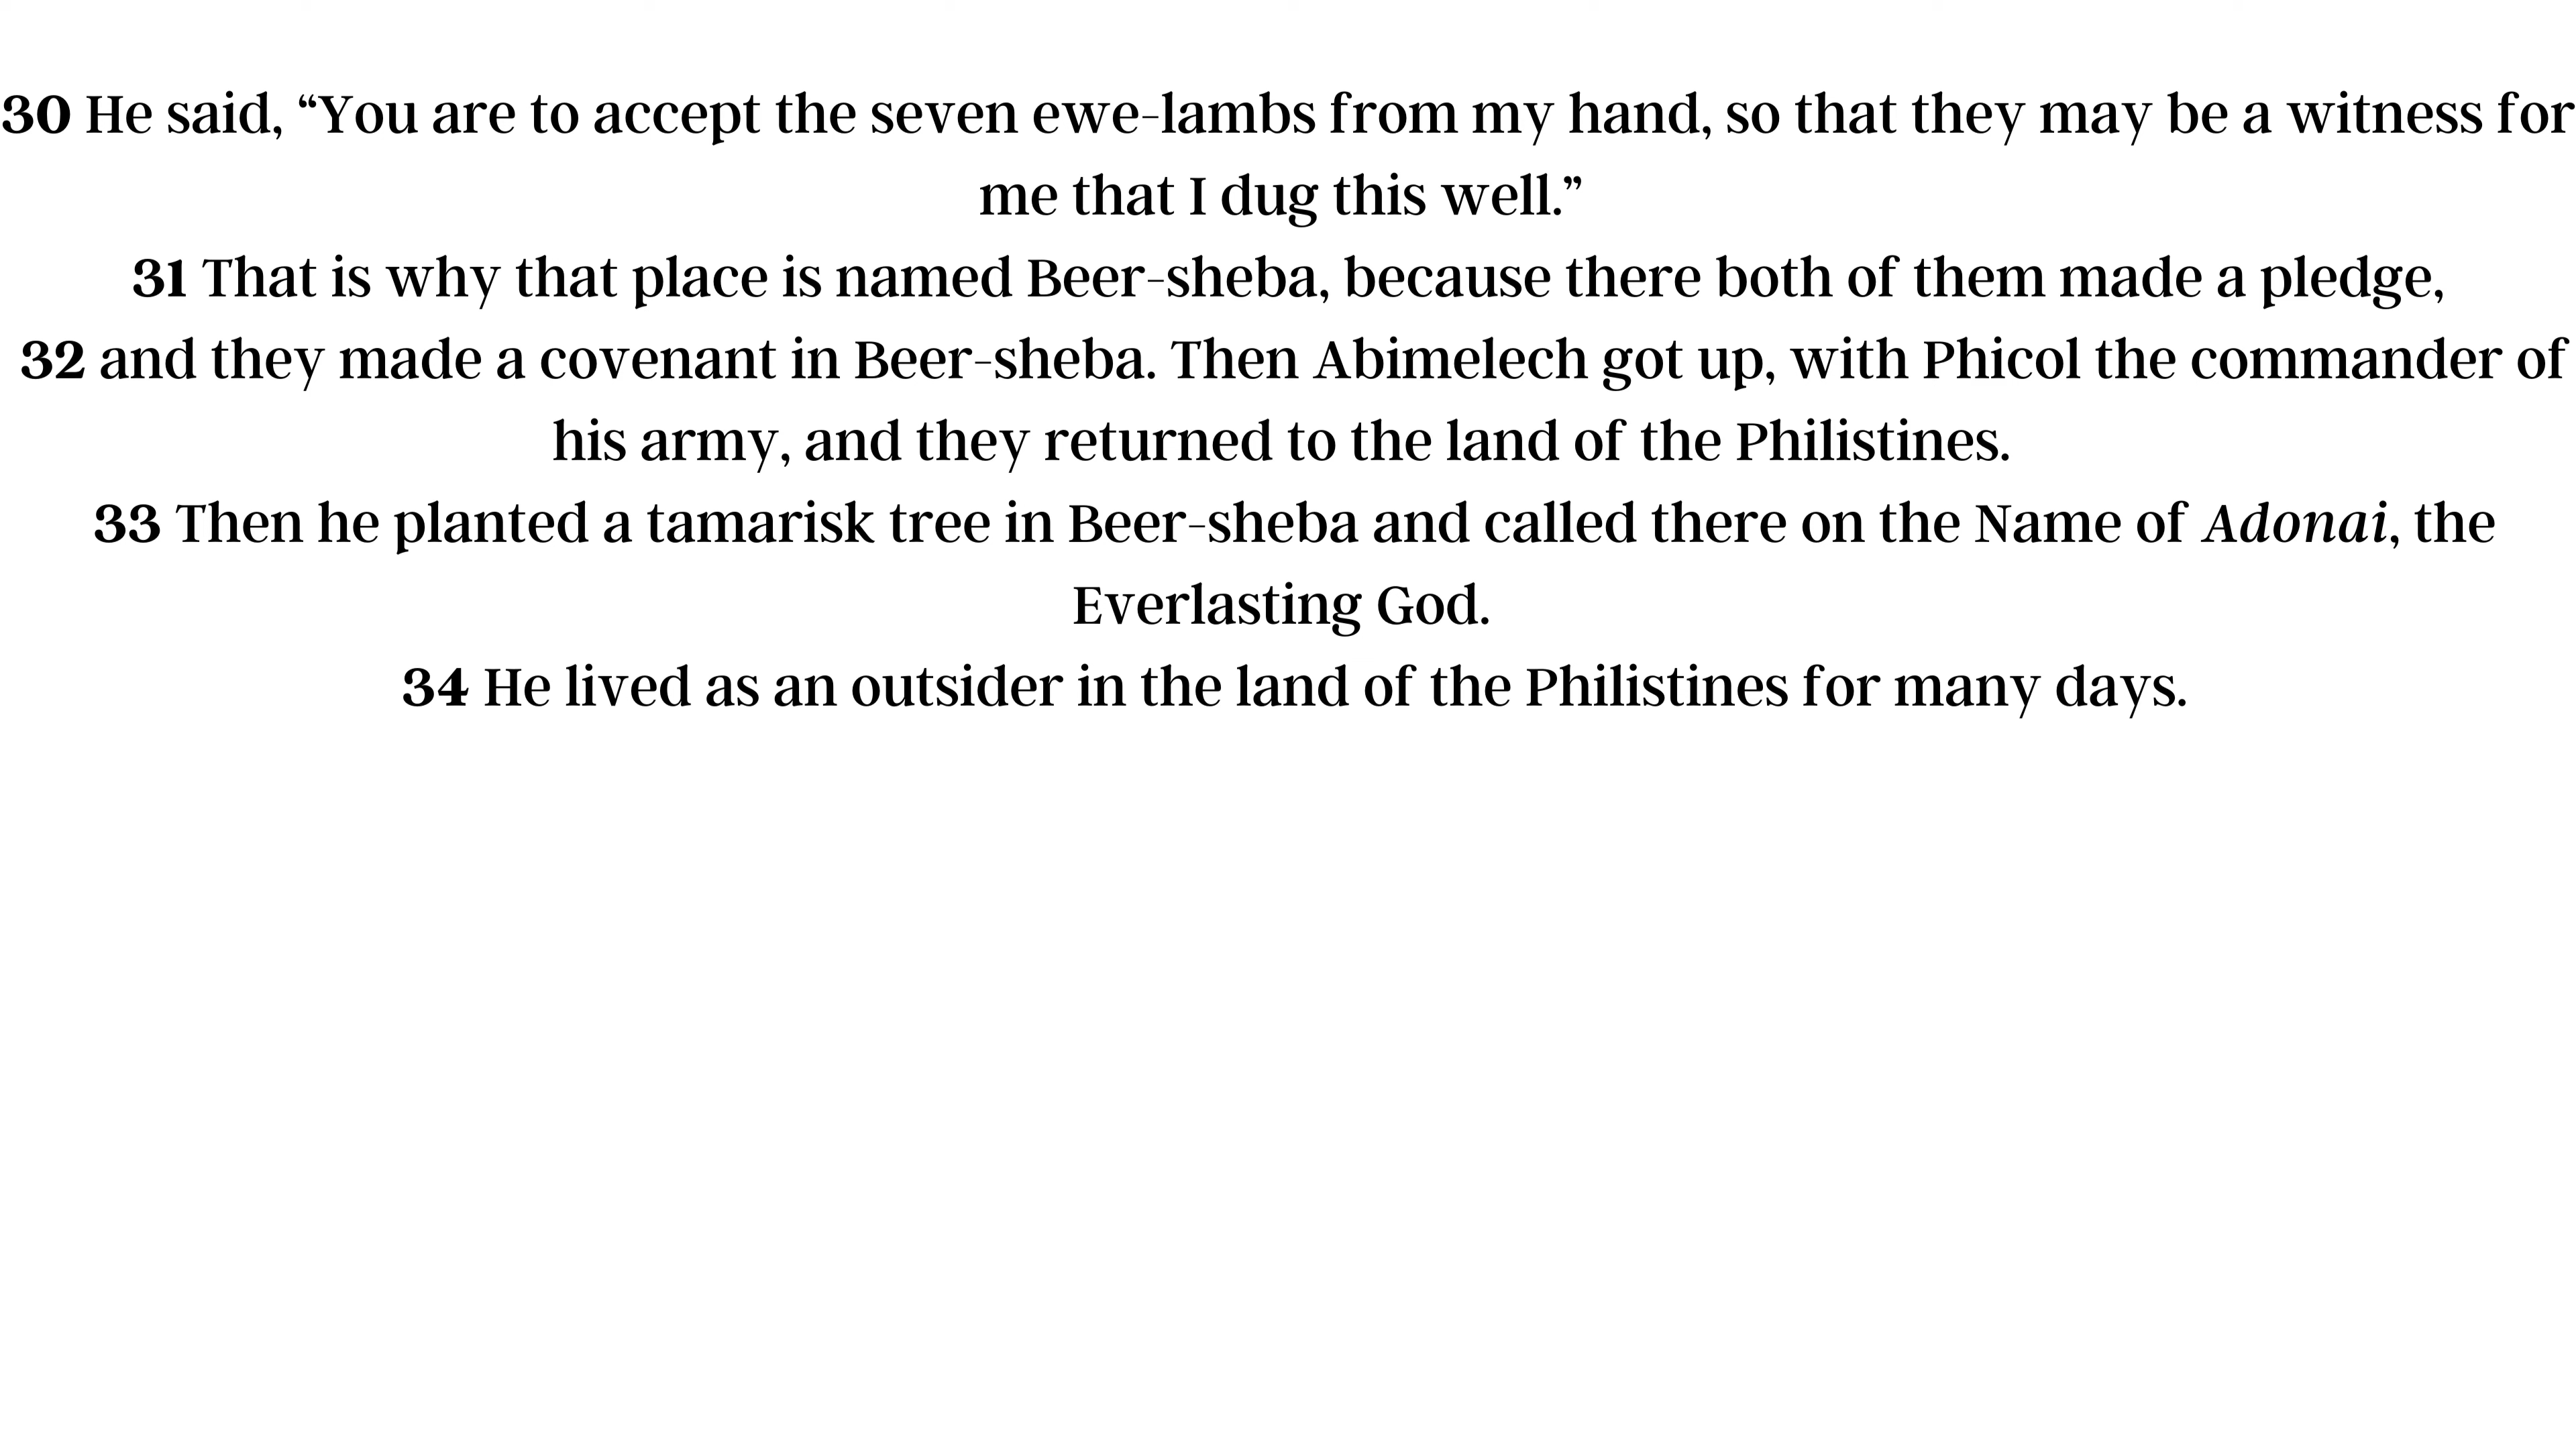 30 He said, “You are to accept the seven ewe-lambs from my hand, so that they may be a witness for
me that I dug this well.”
31 That is why that place is named Beer-sheba, because there both of them made a pledge,
32 and they made a covenant in Beer-sheba. Then Abimelech got up, with Phicol the commander of
his army, and they returned to the land of the Philistines.
33 Then he planted a tamarisk tree in Beer-sheba and called there on the Name of Adonai, the
Everlasting God.
34 He lived as an outsider in the land of the Philistines for many days.